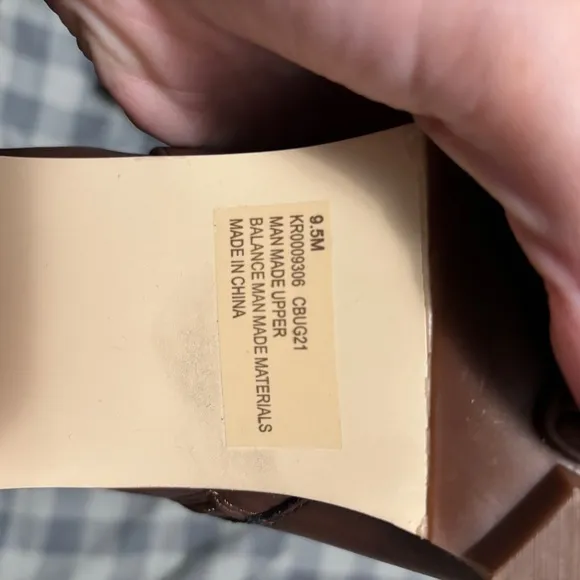 9.5M
KR0009306 CBUG21
MAN MADE UPPER
BALANCE MAN MADE MATERIALS
MADE IN CHINA